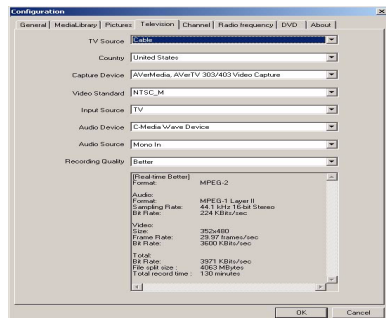 Configuration
General MediaLibrary Pictures Television Channel Radio frequency DVD About
TV Source Cable
Country United States
Capture Device AVerMedia, AVerTV 303/403 Video Capture
Video Standard NTSC_M
Input Source TV
Audio Device C-Media Wave Device
Audio Source Mono In
Recording Quality Better
[Real-time Better]
Format: MPEG-2
Audio:
Format: MPEG-1 Layer II
Sampling Rate: 44.1 kHz 16-bit Stereo
Bit Rate: 224 KBits/sec
Video:
Size: 352x480
Frame Rate: 29.97 frames/sec
Bit Rate: 3600 KBits/sec
Total:
Bit Rate: 3971 KBits/sec
File split size : 4063 MBytes
Total record time : 130 minutes
OK Cancel